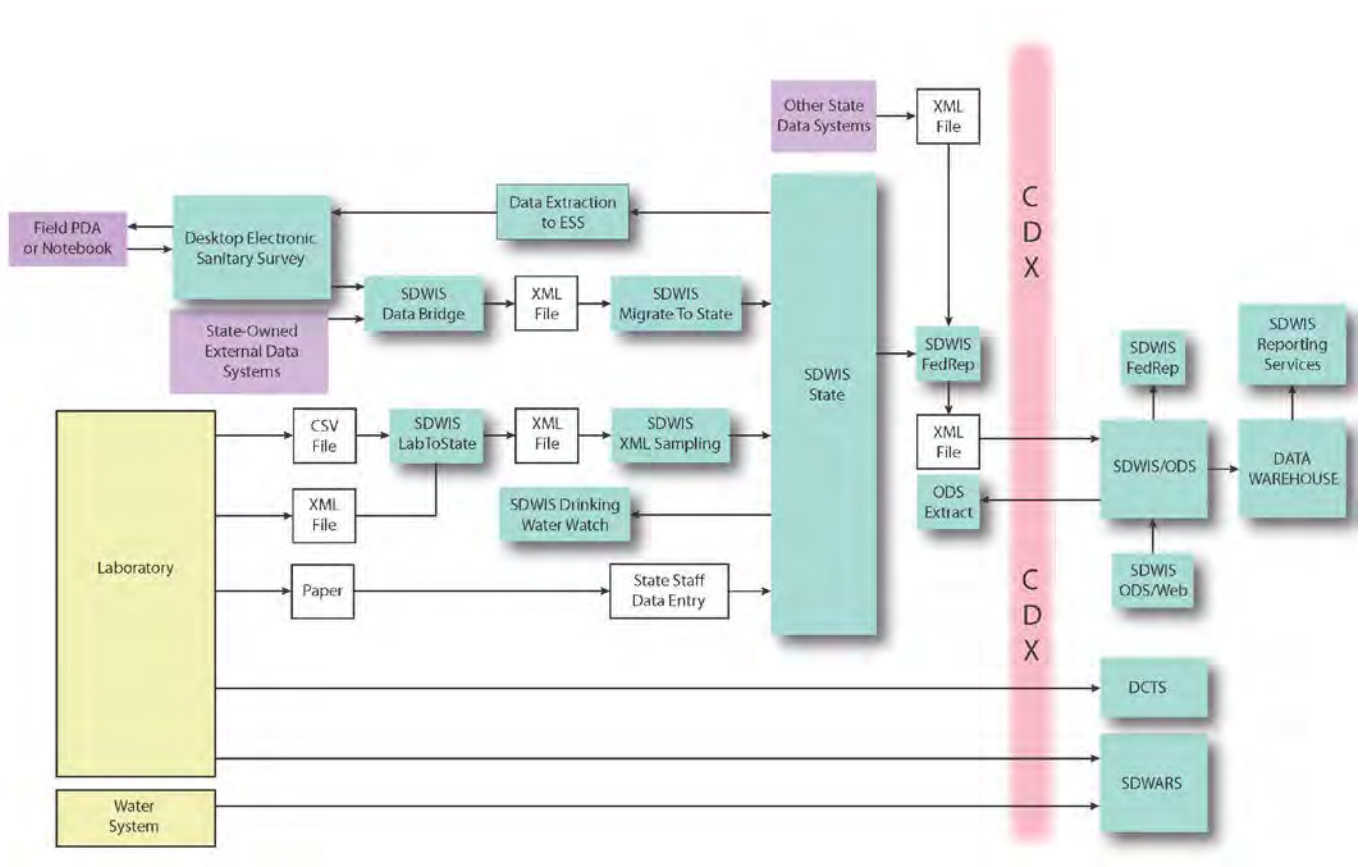 Other State
Data Systems
XML
File
C
D
X
Field PDA
or Notebook
Desktop Electronic
Sanitary Survey
Data Extraction
to ESS
SDWIS
Data Bridge
XML
File
SDWIS
Migrate To State
State-Owned
External Data
Systems
SDWIS
State
SDWIS
FedRep
SDWIS
FedRep
SDWIS
Reporting
Services
Laboratory
CSV
File
SDWIS
LabToState
XML
File
SDWIS
XML Sampling
XML
File
SDWIS/ODS
DATA
WAREHOUSE
XML
File
SDWIS Drinking
Water Watch
ODS
Extract
Paper
State Staff
Data Entry
SDWIS
ODS/Web
C
D
X
DCTS
SDWARS
Water
System